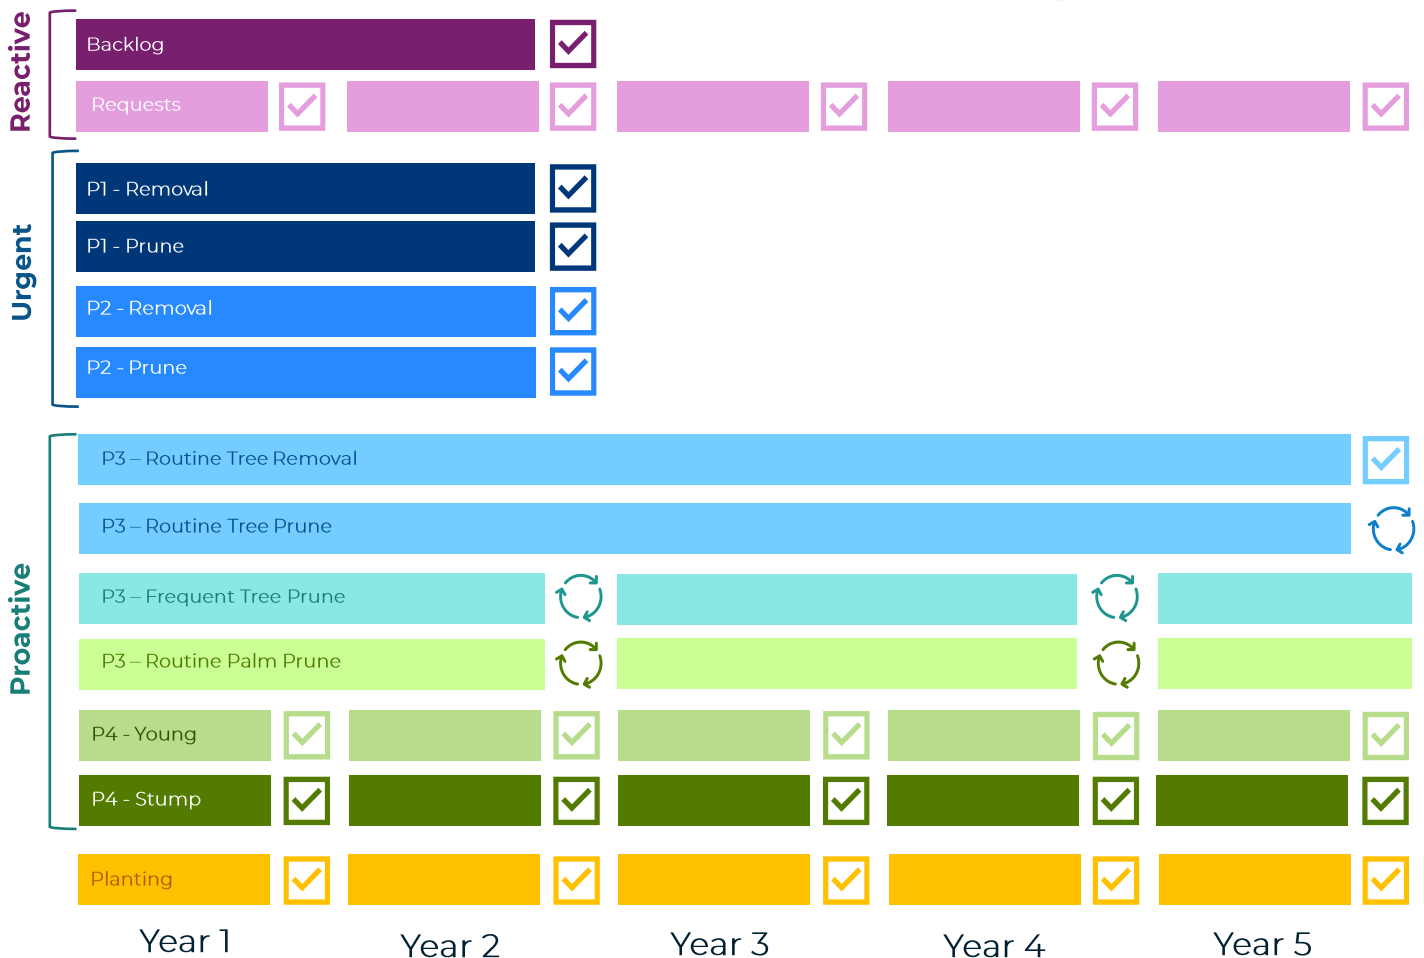 Reactive
Backlog
Requests
Urgent
P1 - Removal
P1 - Prune
P2 - Removal
P2 - Prune
Proactive
P3 – Routine Tree Removal
P3 – Routine Tree Prune
P3 – Frequent Tree Prune
P3 – Routine Palm Prune
P4 - Young
P4 - Stump
Planting
Year 1
Year 2
Year 3
Year 4
Year 5